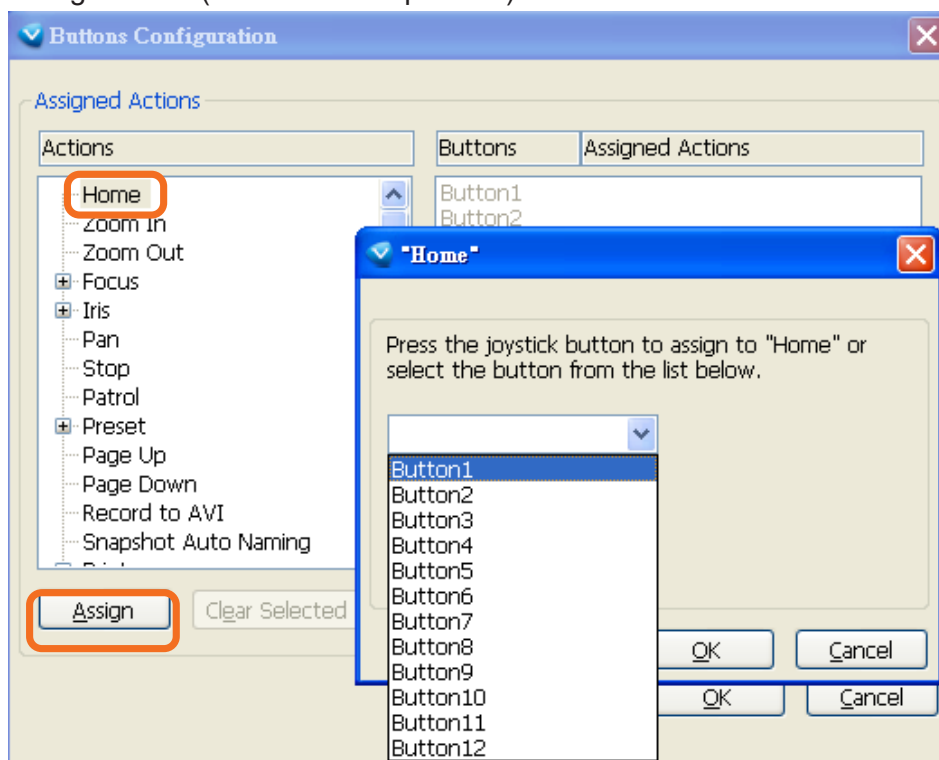 Buttons Configuration
Assigned Actions
Actions
Buttons
Assigned Actions
Home
Zoom In
Zoom Out
Focus
Iris
Pan
Stop
Patrol
Preset
Page Up
Page Down
Record to AVI
Snapshot Auto Naming
Button1
Button2
"Home"
Press the joystick button to assign to "Home" or
select the button from the list below.
Button1
Button2
Button3
Button4
Button5
Button6
Button7
Button8
Button9
Button10
Button11
Button12
OK
Cancel
Assign
Clear Selected
OK
Cancel